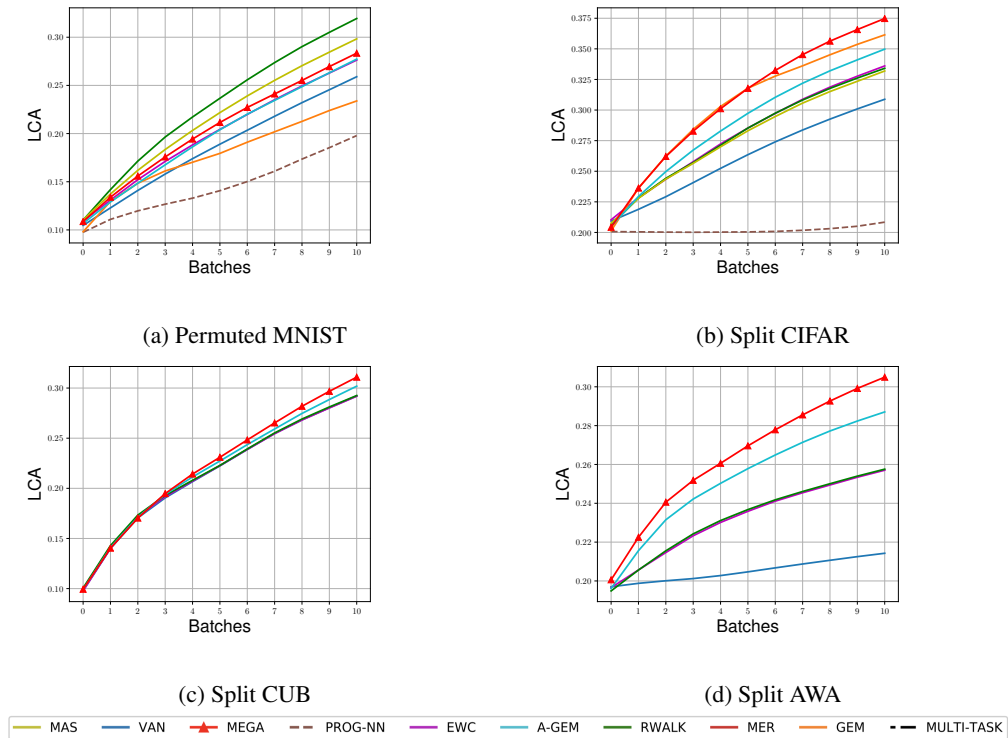 0.30
0.25
0.20
0.15
0.10
LCA
0 1 2 3 4 5 6 7 8 9 10
Batches
(a) Permuted MNIST
0.375
0.350
0.325
0.300
0.275
0.250
0.225
0.200
LCA
0 1 2 3 4 5 6 7 8 9 10
Batches
(b) Split CIFAR
0.30
0.25
0.20
0.15
0.10
LCA
0 1 2 3 4 5 6 7 8 9 10
Batches
(c) Split CUB
0.30
0.28
0.26
0.24
0.22
0.20
LCA
0 1 2 3 4 5 6 7 8 9 10
Batches
(d) Split AWA
MAS VAN MEGA PROG-NN EWC A-GEM RWALK MER GEM MULTI-TASK